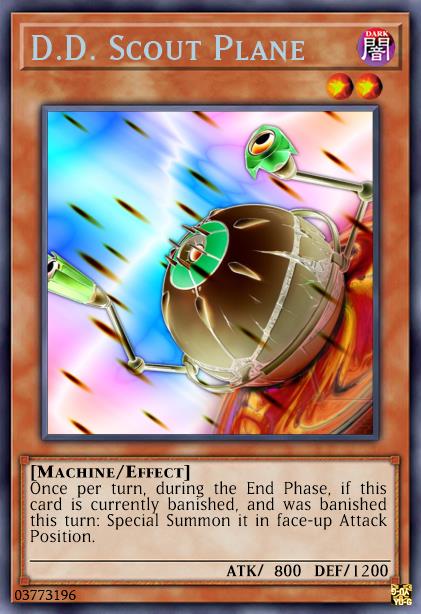 D.D. Scout Plane
DARK
闇
[Machine/Effect]
Once per turn, during the End Phase, if this
card is currently banished, and was banished
this turn: Special Summon it in face-up Attack
Position.
ATK/ 800 DEF/1200
03773196